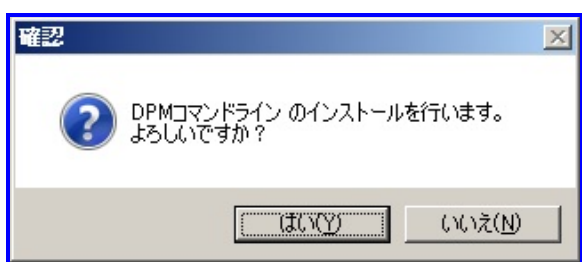 確認
DPMコマンドライン のインストールを行います。
よろしいですか？
はい(Y)
いいえ(N)